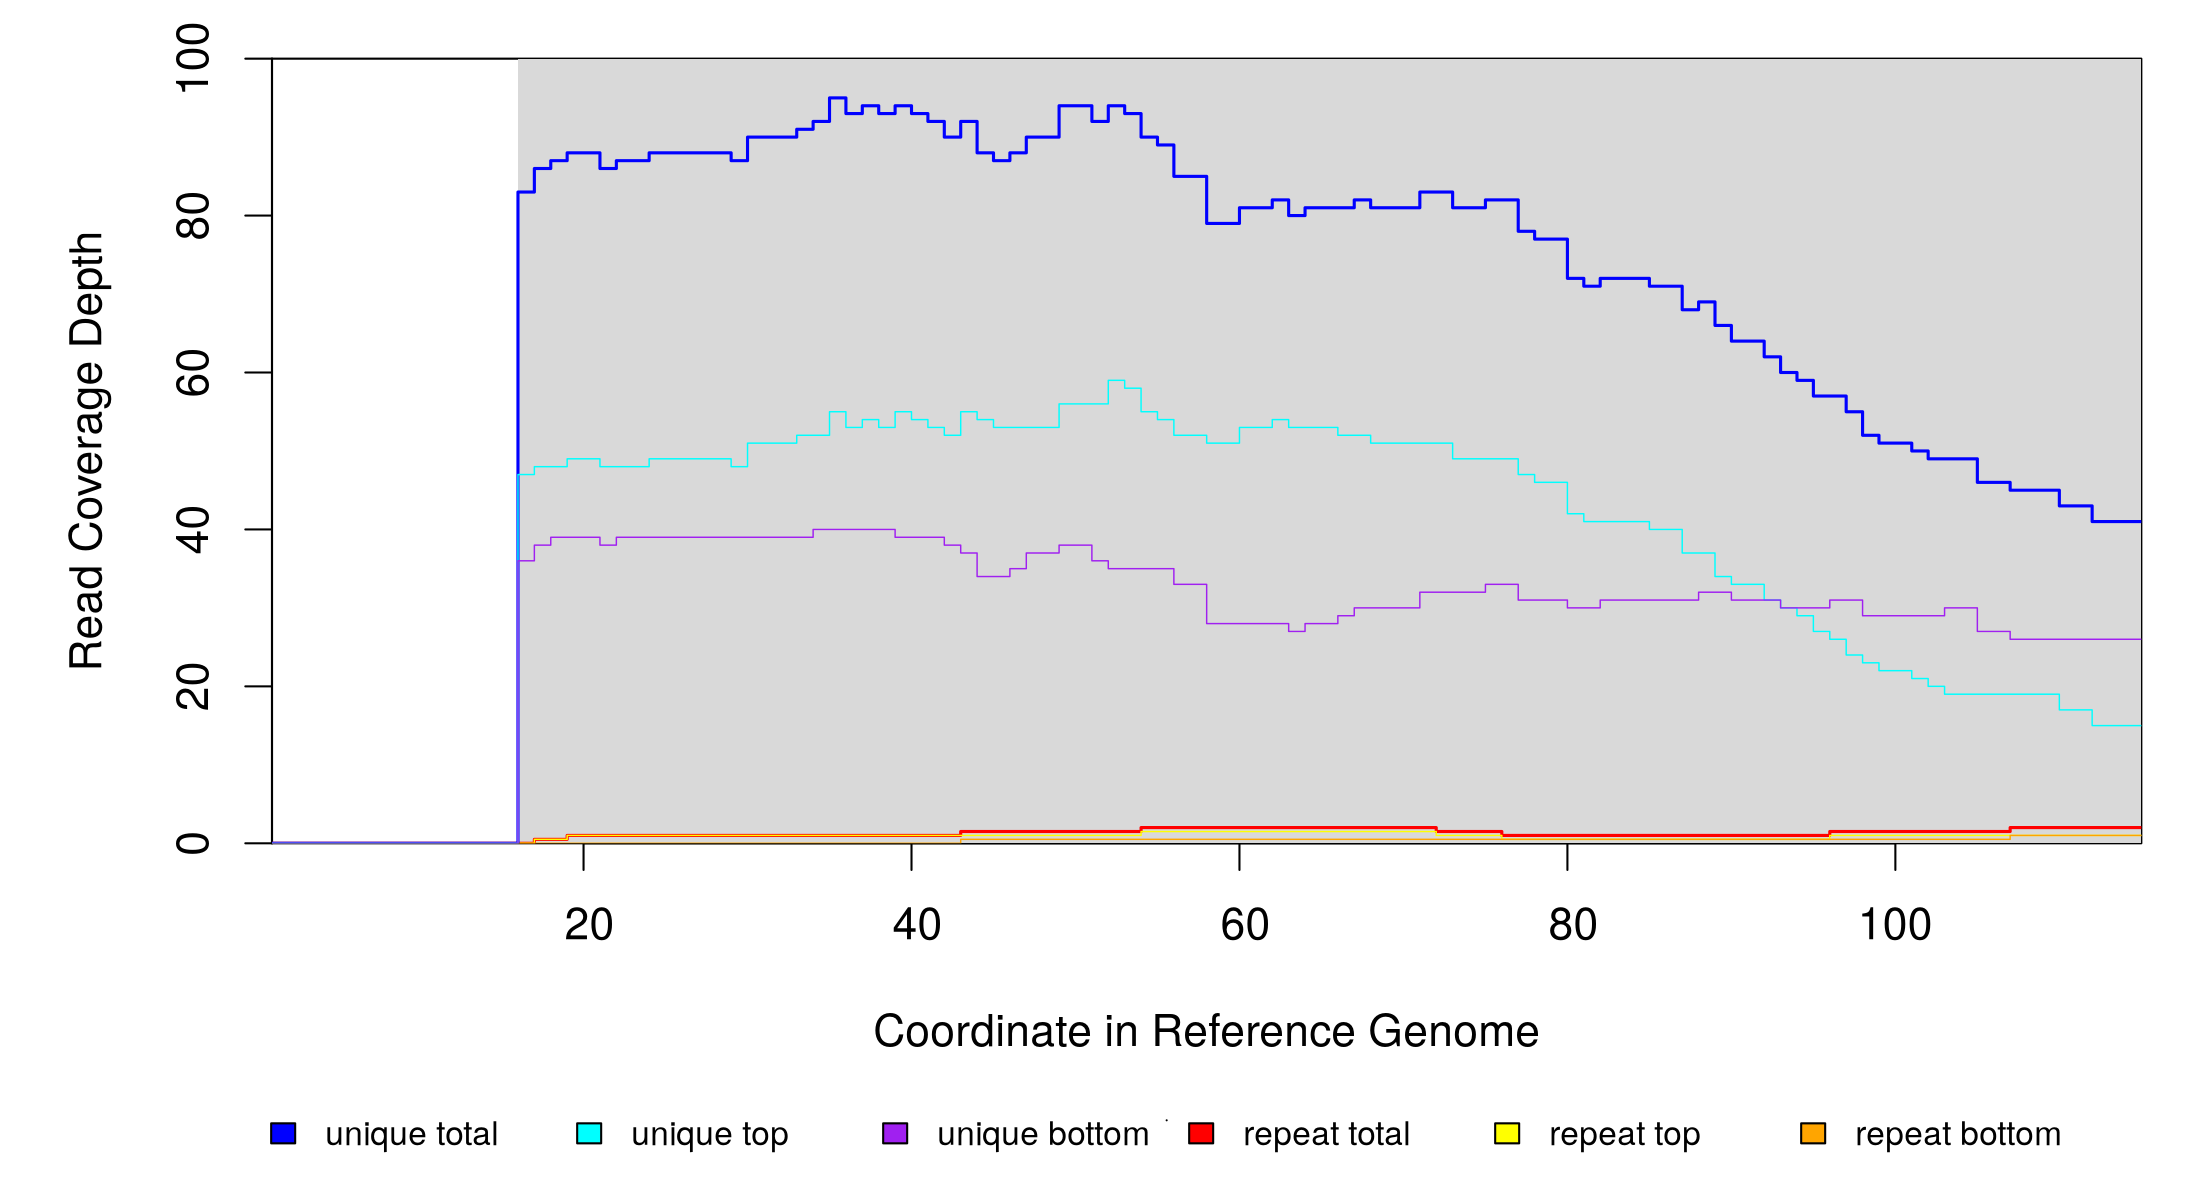 Read Coverage Depth
100
80
60
40
20
0
20 40 60 80 100
Coordinate in Reference Genome
unique total unique top unique bottom repeat total repeat top repeat bottom